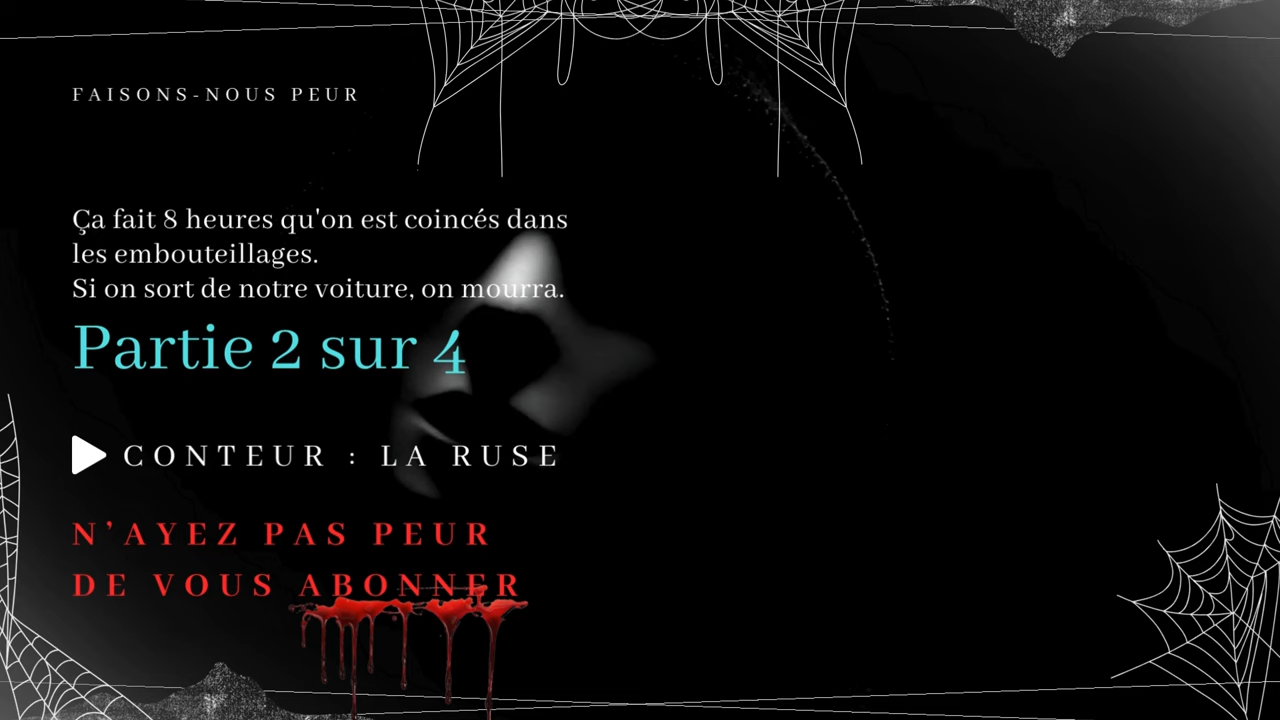 FAISONS-NOUS PEUR
Ça fait 8 heures qu'on est coincés dans
les embouteillages.
Si on sort de notre voiture, on mourra.
Partie 2 sur 4
CONTEUR : LA RUSE
N’AYEZ PAS PEUR
DE VOUS ABONNER